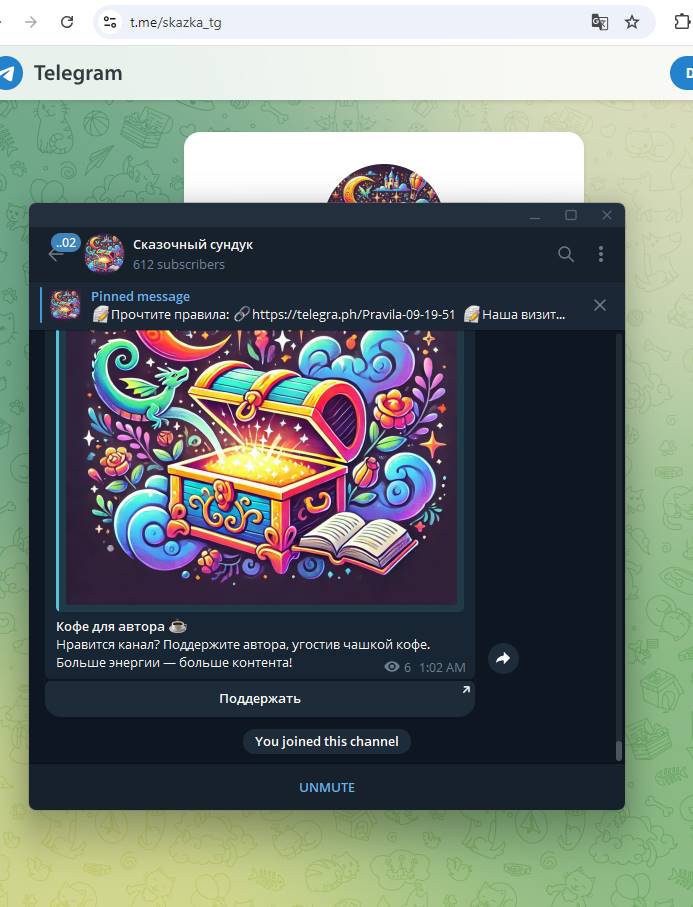 t.me/skazka_tg
Telegram
..02
Сказочный сундук
612 subscribers
Pinned message
Прочтите правила: https://telegra.ph/Pravila-09-19-51 Наша визит...
Кофе для автора
Нравится канал? Поддержите автора, угостив чашкой кофе.
Больше энергии — больше контента!
6 1:02 AM
Поддержать
You joined this channel
UNMUTE